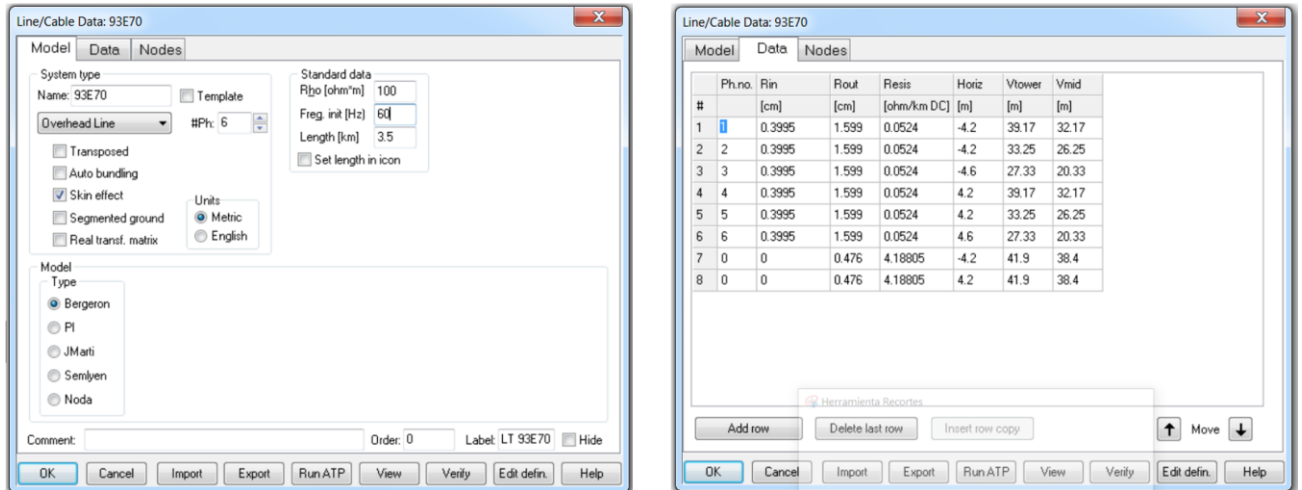 Line/Cable Data: 93E70
Model Data Nodes
System type
Name: 93E70
Template
Overhead Line
#Ph: 6
Transposed
Auto bundling
Skin effect
Segmented ground
Real transf. matrix
Units
Metric
English
Standard data
Rho [ohm*m] 100
Freq. init [Hz] 60
Length [km] 3.5
Set length in icon
Model
Type
Bergeron
PI
JMarti
Semlyen
Noda
Comment: Order: 0 Label: LT 93E70 Hide
OK Cancel Import Export Run ATP View Verify Edit defin. Help
Line/Cable Data: 93E70
Model Data Nodes
Ph.no. Rin Rout Resis Horiz Vtower Vmid
# [cm] [cm] [ohm/km DC] [m] [m] [m]
1 1 0.3995 1.599 0.0524 -4.2 39.17 32.17
2 2 0.3995 1.599 0.0524 -4.2 33.25 26.25
3 3 0.3995 1.599 0.0524 -4.6 27.33 20.33
4 4 0.3995 1.599 0.0524 4.2 39.17 32.17
5 5 0.3995 1.599 0.0524 4.2 33.25 26.25
6 6 0.3995 1.599 0.0524 4.6 27.33 20.33
7 0 0 0.476 4.18805 -4.2 41.9 38.4
8 0 0 0.476 4.18805 4.2 41.9 38.4
Herramienta Recortes
Add row Delete last row Insert row copy Move
OK Cancel Import Export Run ATP View Verify Edit defin. Help